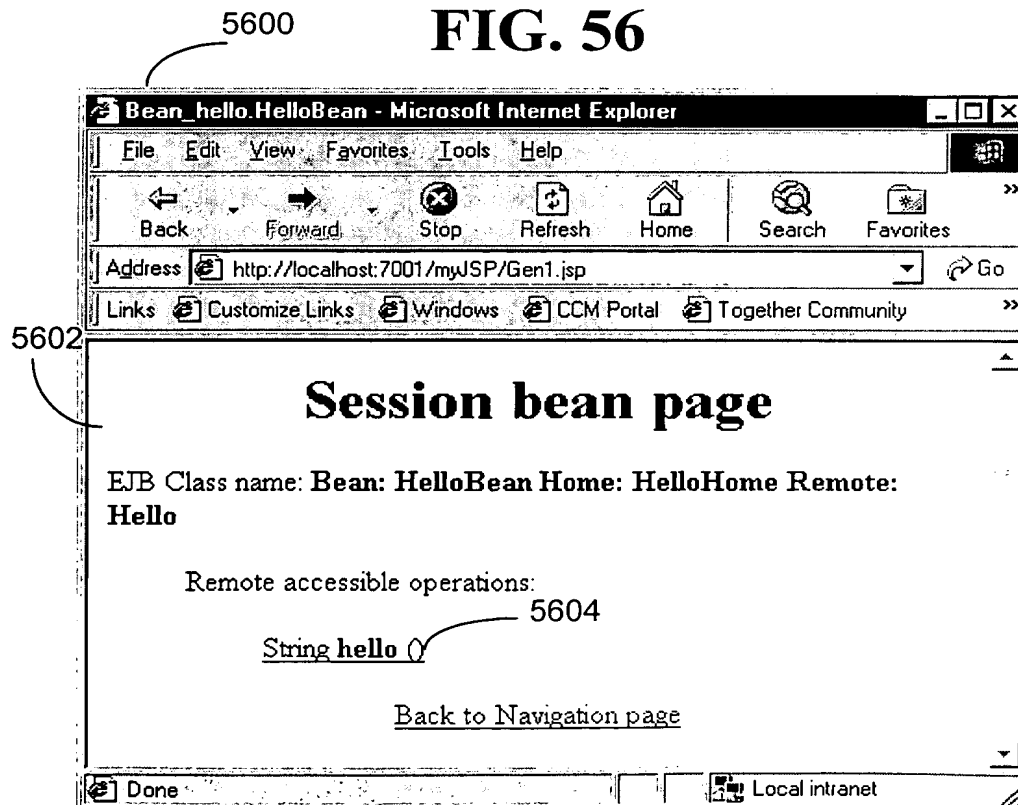 5600
FIG. 56
Bean_hello.HelloBean - Microsoft Internet Explorer
File Edit View Favorites Tools Help
Back Forward Stop Refresh Home Search Favorites »
Address http://localhost:7001/myJSP/Gen1.jsp Go
Links Customize Links Windows CCM Portal Together Community »
5602
Session bean page
EJB Class name: Bean: HelloBean Home: HelloHome Remote:
Hello
Remote accessible operations:
5604
String hello ()
Back to Navigation page
Done Local intranet